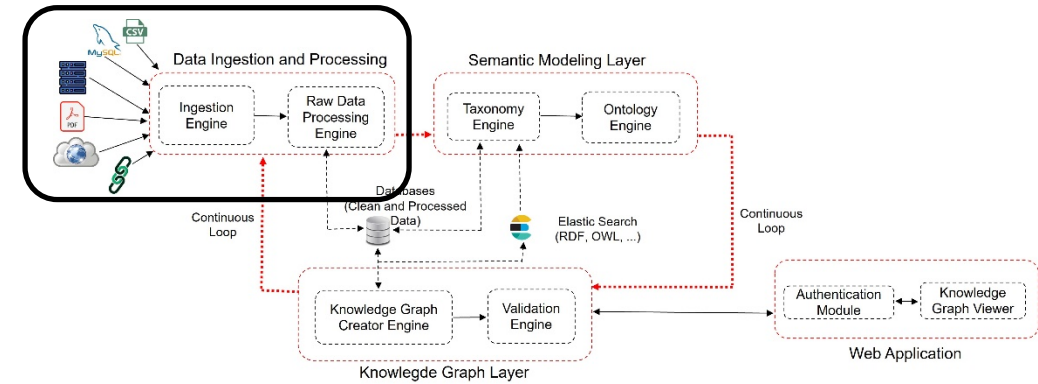 CSV
MySQL
PDF
Data Ingestion and Processing
Ingestion
Engine
Raw Data
Processing
Engine
Semantic Modeling Layer
Taxonomy
Engine
Ontology
Engine
Continuous
Loop
Databases
(Clean and Processed
Data)
Elastic Search
(RDF, OWL, ...)
Continuous
Loop
Knowledge Graph
Creator Engine
Validation
Engine
Knowlegde Graph Layer
Authentication
Module
Knowledge
Graph Viewer
Web Application